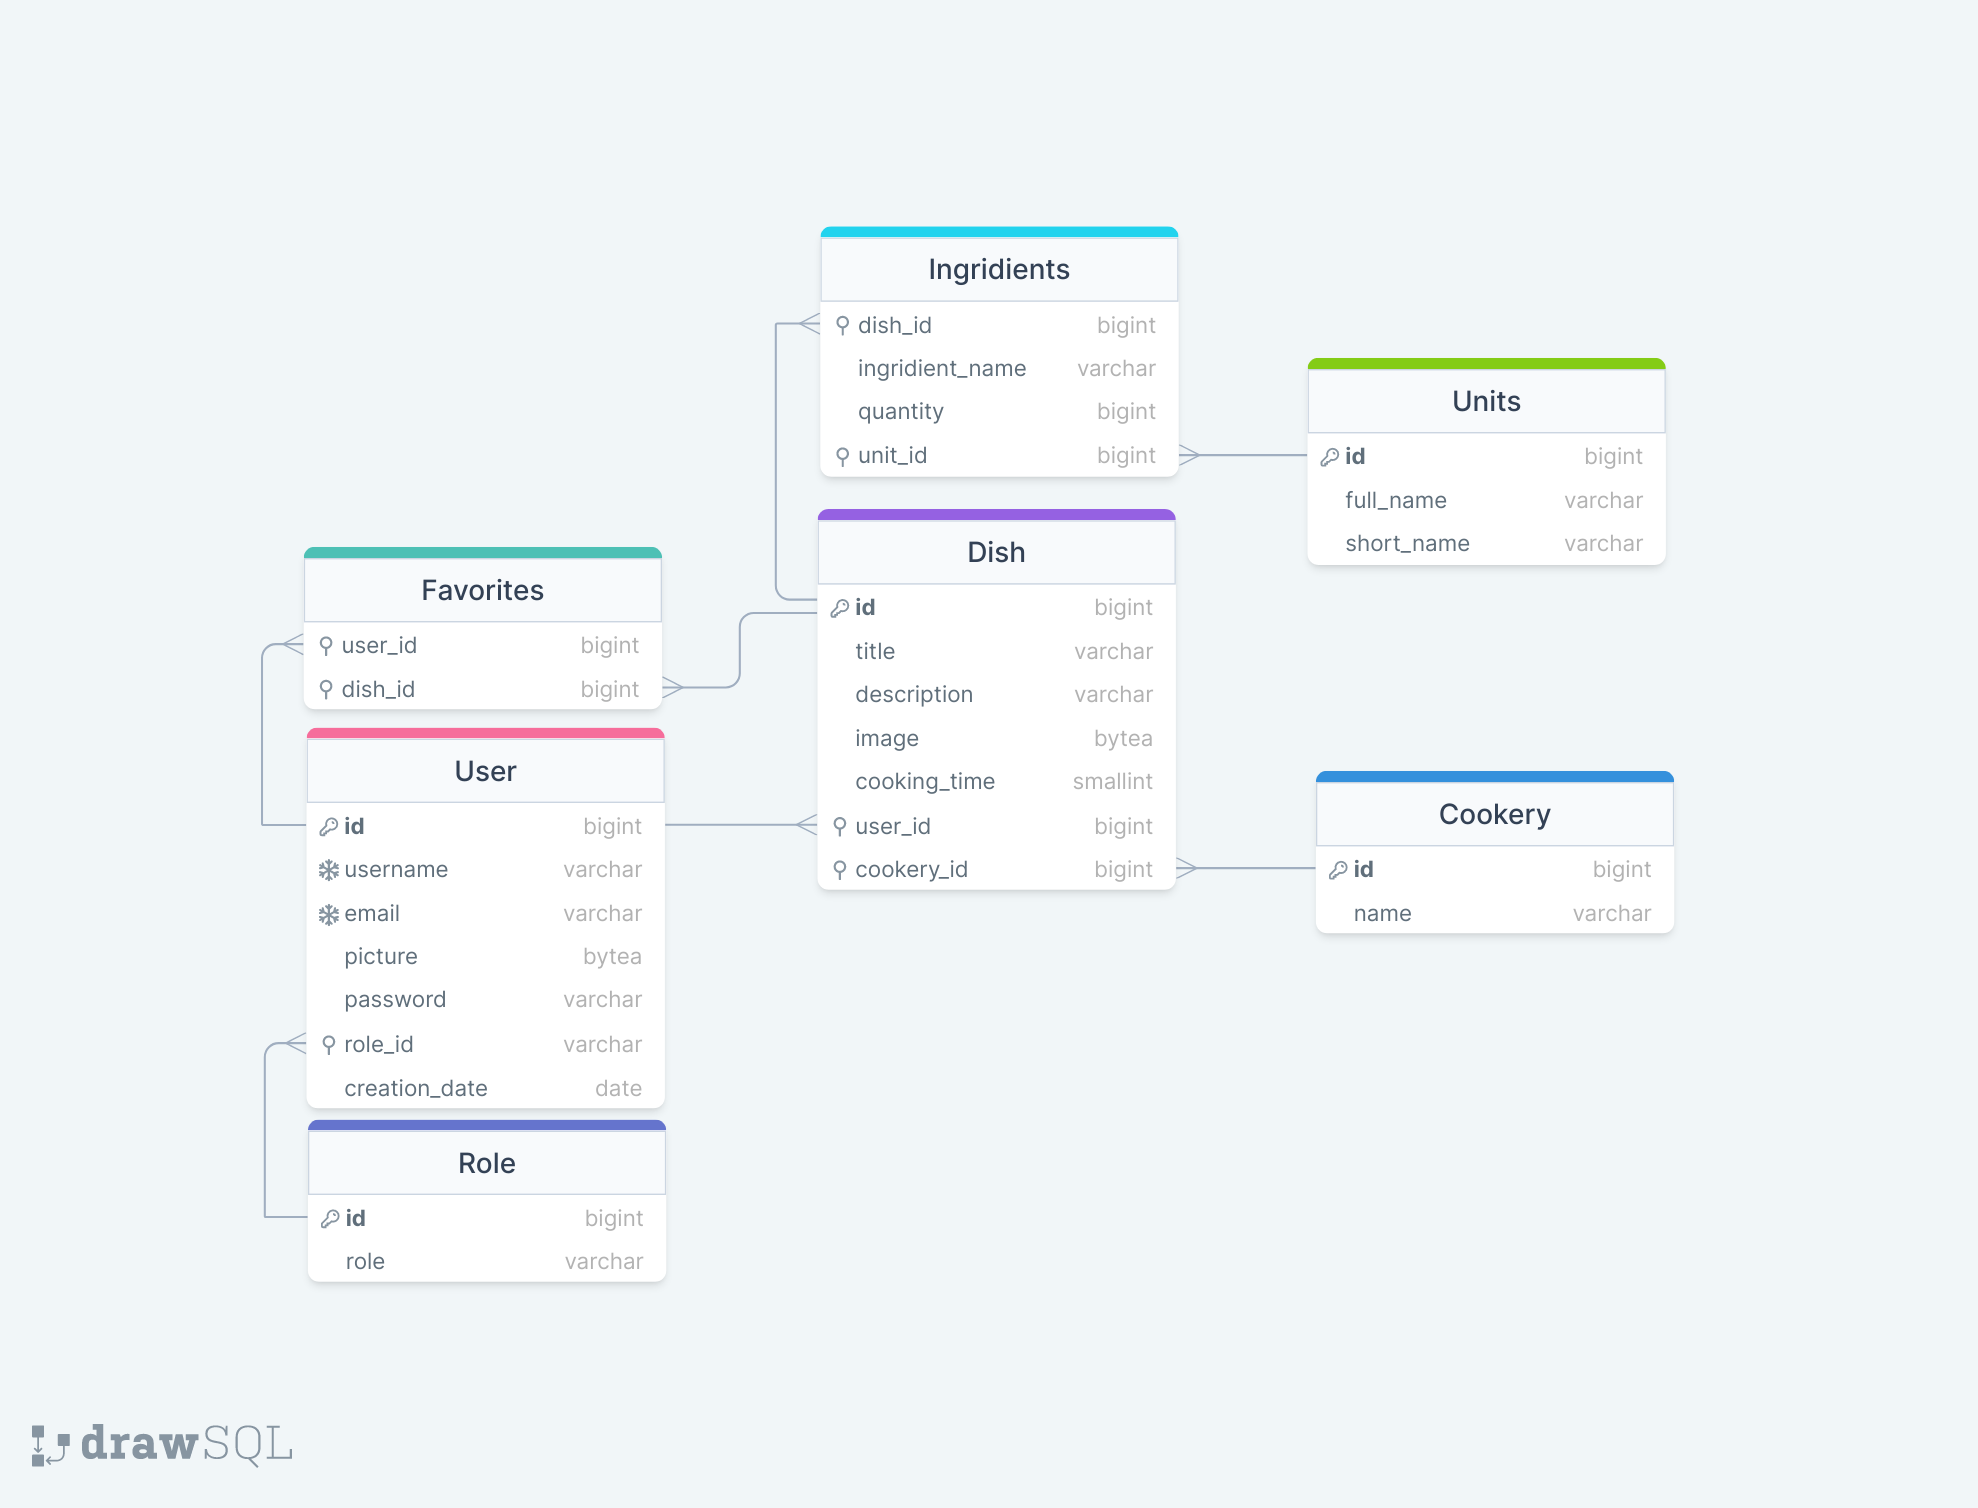 Ingridients
dish_id bigint
ingridient_name varchar
quantity bigint
unit_id bigint
Units
id bigint
full_name varchar
short_name varchar
Dish
id bigint
title varchar
description varchar
image bytea
cooking_time smallint
user_id bigint
cookery_id bigint
Favorites
user_id bigint
dish_id bigint
User
id bigint
username varchar
email varchar
picture bytea
password varchar
role_id varchar
creation_date date
Cookery
id bigint
name varchar
Role
id bigint
role varchar
drawSQL